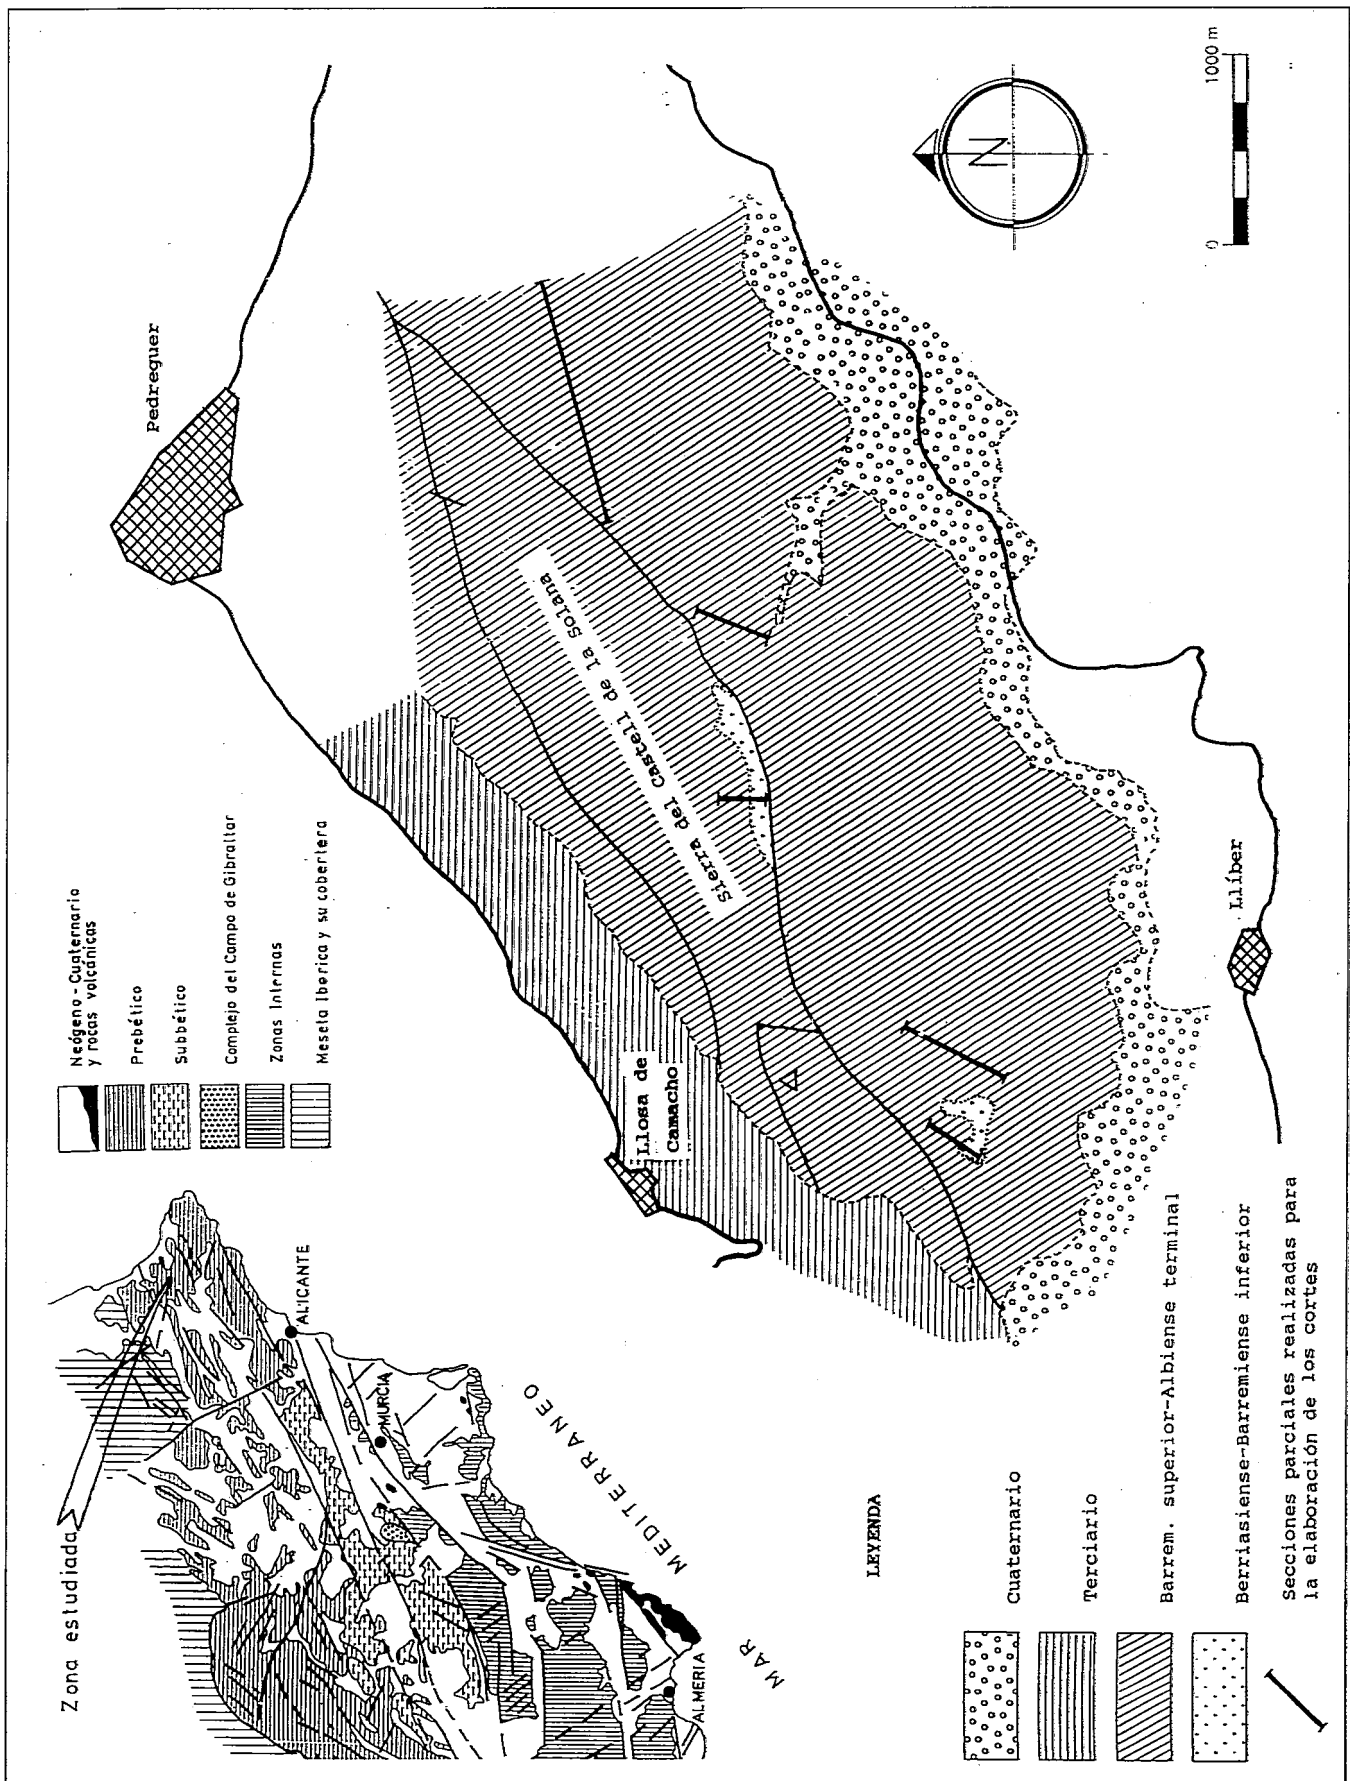 Zona estudiada
Neógeno - Cuaternario
y rocas volcánicas
Prebético
Subbético
Complejo del Campo de Gibraltar
Zonas Internas
Meseta Iberica y su cobertera
ALICANTE
MURCIA
ALMERIA
MAR MEDITERRANEO
Pedreguer
Llosa de
Camacho
Sierra del Castell de la Solana
Llíber
N
0 1000 m
LEYENDA
Cuaternario
Terciario
Barrem. superior-Albiense terminal
Berriasiense-Barremiense inferior
Secciones parciales realizadas para
la elaboración de los cortes